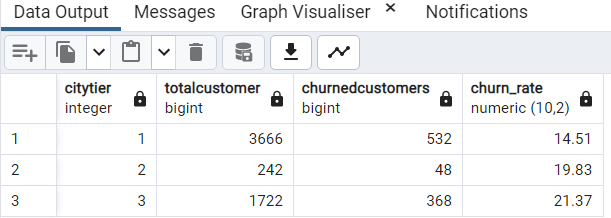 Data Output Messages Graph Visualiser Notifications
citytier totalcustomer churnedcustomers churn_rate
integer bigint bigint numeric (10,2)
1 1 3666 532 14.51
2 2 242 48 19.83
3 3 1722 368 21.37